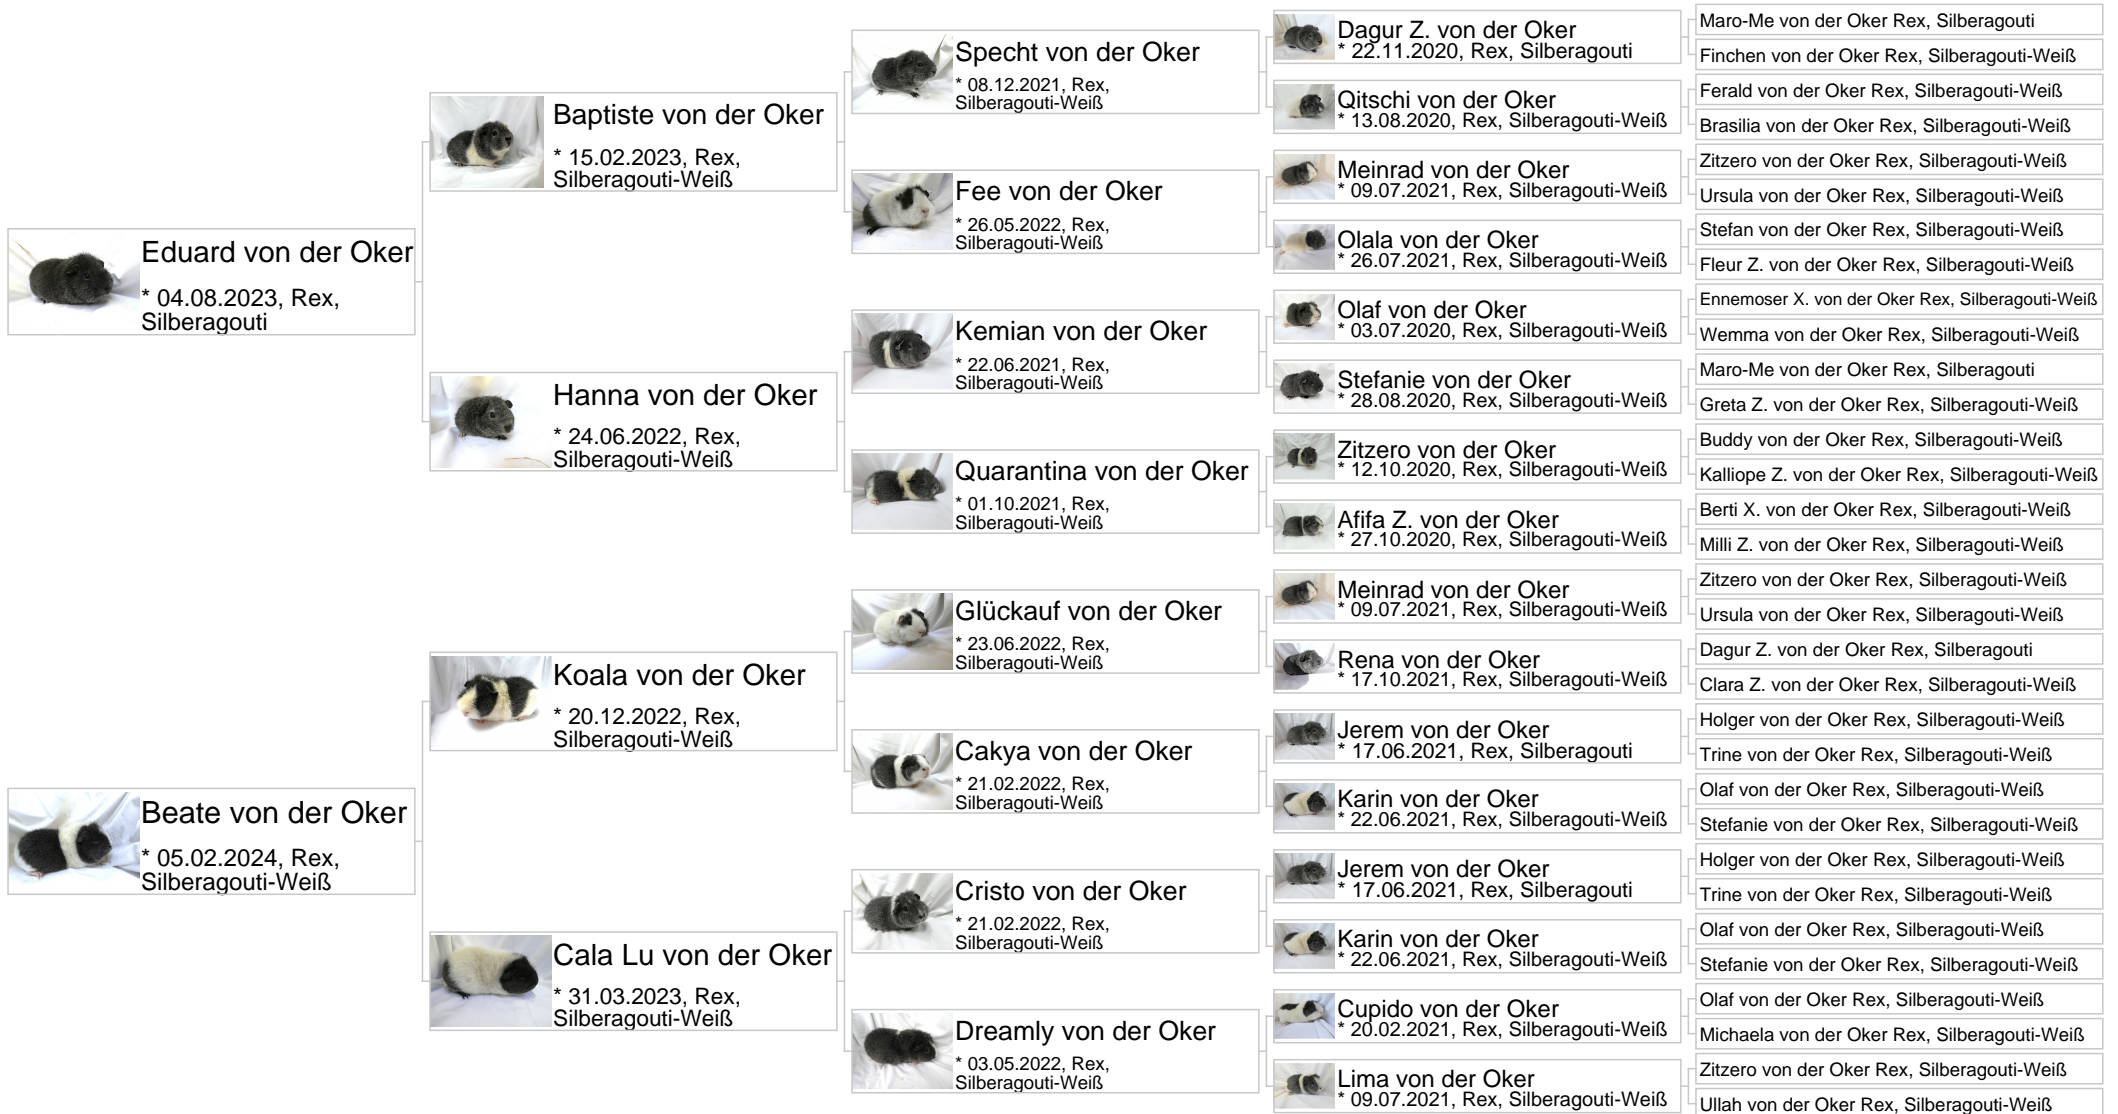 Eduard von der Oker
* 04.08.2023, Rex,
Silberagouti
Beate von der Oker
* 05.02.2024, Rex,
Silberagouti-Weiß
Baptiste von der Oker
* 15.02.2023, Rex,
Silberagouti-Weiß
Hanna von der Oker
* 24.06.2022, Rex,
Silberagouti-Weiß
Koala von der Oker
* 20.12.2022, Rex,
Silberagouti-Weiß
Cala Lu von der Oker
* 31.03.2023, Rex,
Silberagouti-Weiß
Specht von der Oker
* 08.12.2021, Rex,
Silberagouti-Weiß
Fee von der Oker
* 26.05.2022, Rex,
Silberagouti-Weiß
Kemian von der Oker
* 22.06.2021, Rex,
Silberagouti-Weiß
Quarantina von der Oker
* 01.10.2021, Rex,
Silberagouti-Weiß
Glückauf von der Oker
* 23.06.2022, Rex,
Silberagouti-Weiß
Cakya von der Oker
* 21.02.2022, Rex,
Silberagouti-Weiß
Cristo von der Oker
* 21.02.2022, Rex,
Silberagouti-Weiß
Dreamly von der Oker
* 03.05.2022, Rex,
Silberagouti-Weiß
Dagur Z. von der Oker
* 22.11.2020, Rex, Silberagouti
Qitschi von der Oker
* 13.08.2020, Rex, Silberagouti-Weiß
Meinrad von der Oker
* 09.07.2021, Rex, Silberagouti-Weiß
Olala von der Oker
* 26.07.2021, Rex, Silberagouti-Weiß
Olaf von der Oker
* 03.07.2020, Rex, Silberagouti-Weiß
Stefanie von der Oker
* 28.08.2020, Rex, Silberagouti-Weiß
Zitzero von der Oker
* 12.10.2020, Rex, Silberagouti-Weiß
Afifa Z. von der Oker
* 27.10.2020, Rex, Silberagouti-Weiß
Meinrad von der Oker
* 09.07.2021, Rex, Silberagouti-Weiß
Rena von der Oker
* 17.10.2021, Rex, Silberagouti-Weiß
Jerem von der Oker
* 17.06.2021, Rex, Silberagouti
Karin von der Oker
* 22.06.2021, Rex, Silberagouti-Weiß
Jerem von der Oker
* 17.06.2021, Rex, Silberagouti
Karin von der Oker
* 22.06.2021, Rex, Silberagouti-Weiß
Cupido von der Oker
* 20.02.2021, Rex, Silberagouti-Weiß
Lima von der Oker
* 09.07.2021, Rex, Silberagouti-Weiß
Maro-Me von der Oker Rex, Silberagouti
Finchen von der Oker Rex, Silberagouti-Weiß
Ferald von der Oker Rex, Silberagouti-Weiß
Brasilia von der Oker Rex, Silberagouti-Weiß
Zitzero von der Oker Rex, Silberagouti-Weiß
Ursula von der Oker Rex, Silberagouti-Weiß
Stefan von der Oker Rex, Silberagouti-Weiß
Fleur Z. von der Oker Rex, Silberagouti-Weiß
Ennemoser X. von der Oker Rex, Silberagouti-Weiß
Wemma von der Oker Rex, Silberagouti-Weiß
Maro-Me von der Oker Rex, Silberagouti
Greta Z. von der Oker Rex, Silberagouti-Weiß
Buddy von der Oker Rex, Silberagouti-Weiß
Kalliope Z. von der Oker Rex, Silberagouti-Weiß
Berti X. von der Oker Rex, Silberagouti-Weiß
Milli Z. von der Oker Rex, Silberagouti-Weiß
Zitzero von der Oker Rex, Silberagouti-Weiß
Ursula von der Oker Rex, Silberagouti-Weiß
Dagur Z. von der Oker Rex, Silberagouti
Clara Z. von der Oker Rex, Silberagouti-Weiß
Holger von der Oker Rex, Silberagouti-Weiß
Trine von der Oker Rex, Silberagouti-Weiß
Olaf von der Oker Rex, Silberagouti-Weiß
Stefanie von der Oker Rex, Silberagouti-Weiß
Holger von der Oker Rex, Silberagouti-Weiß
Trine von der Oker Rex, Silberagouti-Weiß
Olaf von der Oker Rex, Silberagouti-Weiß
Stefanie von der Oker Rex, Silberagouti-Weiß
Olaf von der Oker Rex, Silberagouti-Weiß
Michaela von der Oker Rex, Silberagouti-Weiß
Zitzero von der Oker Rex, Silberagouti-Weiß
Ullah von der Oker Rex, Silberagouti-Weiß